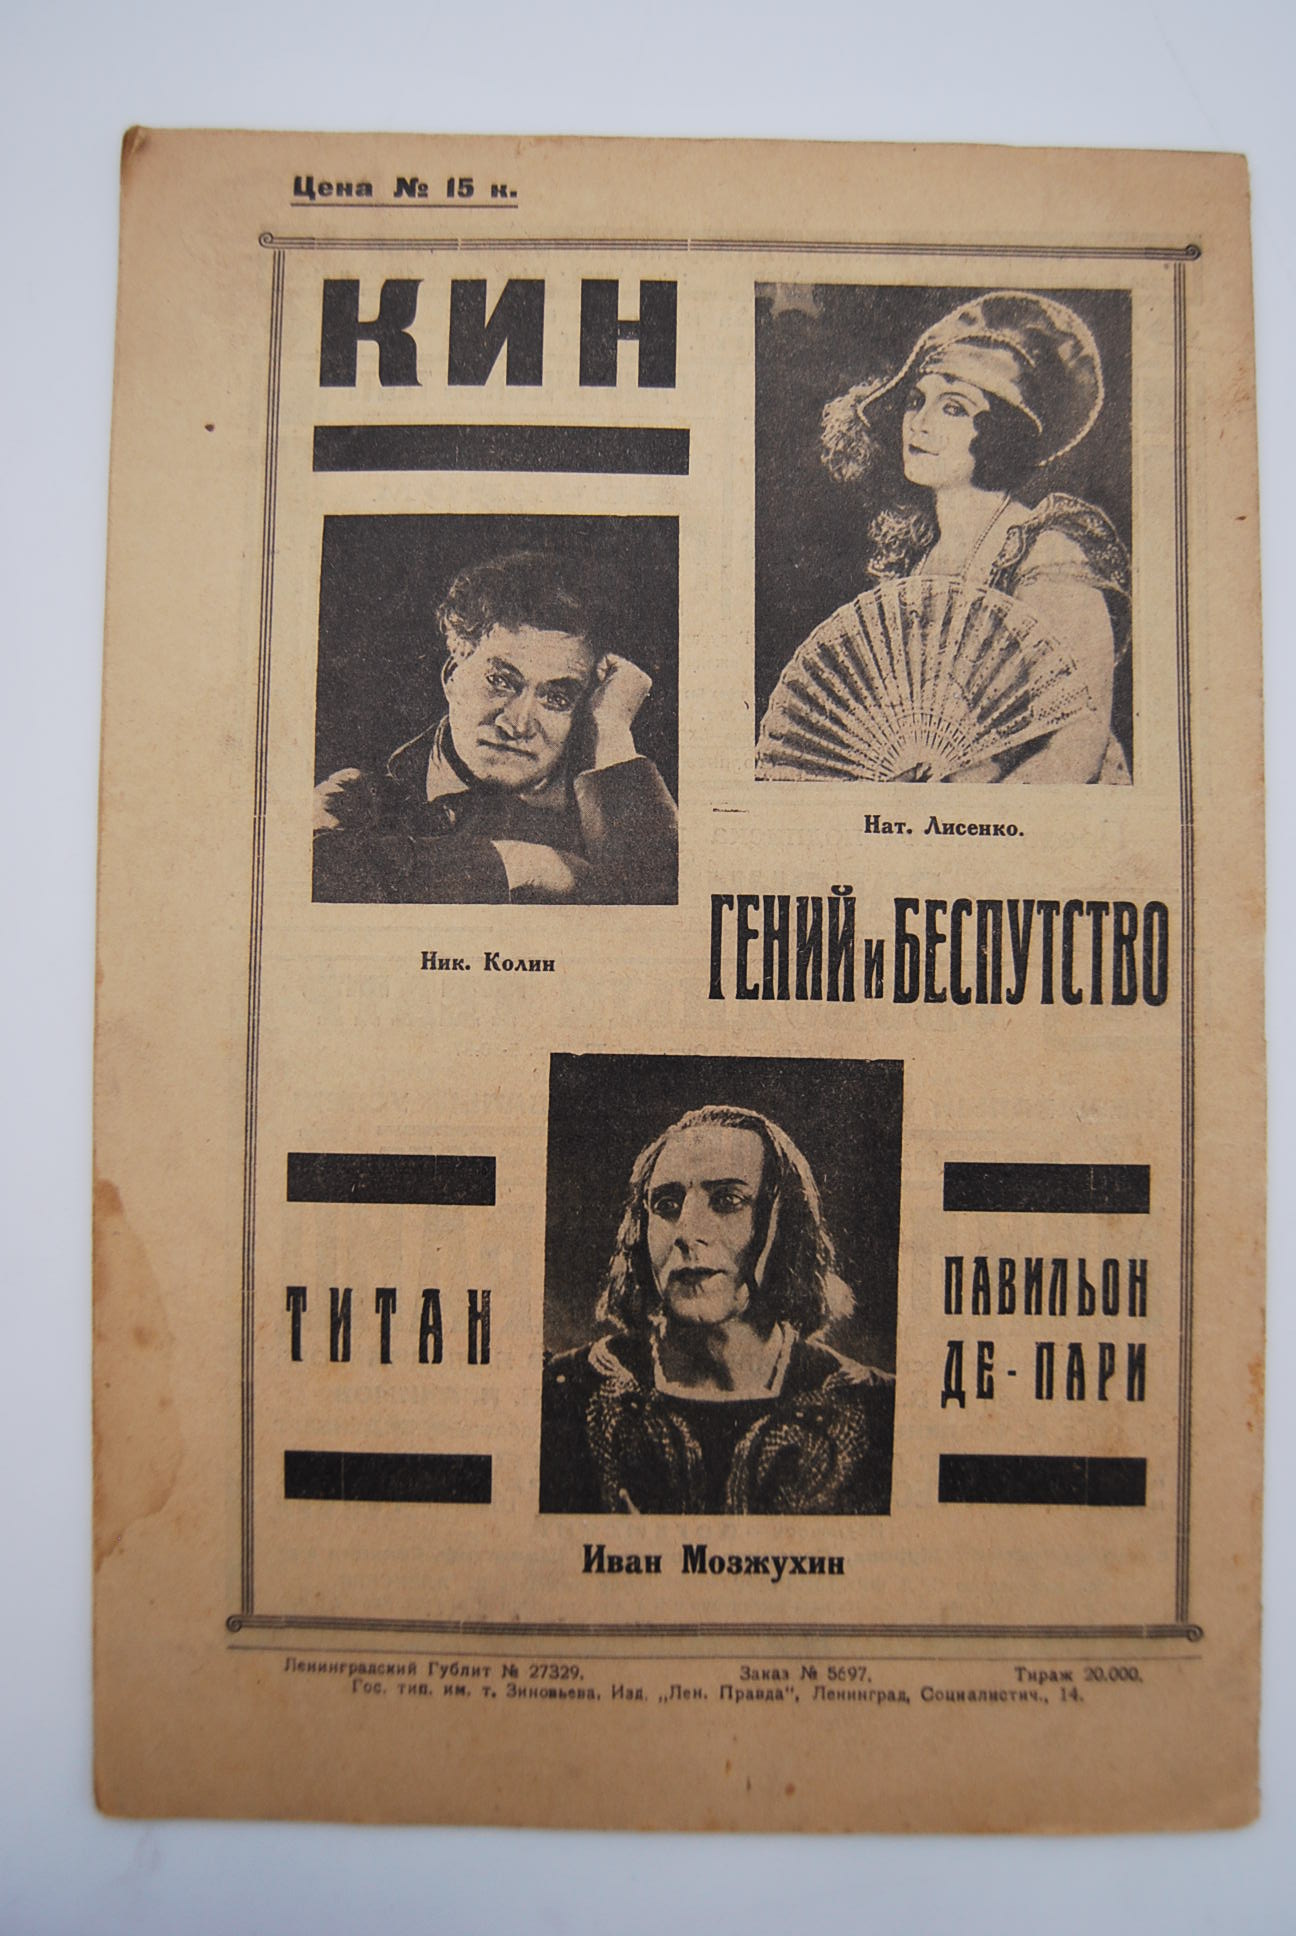 Цена № 15 к.
КИН
Нат. Лисенко.
Ник. Колин
ГЕНИЙ и БЕСПУТСТВО
ТИТАН
ПАВИЛЬОН
ДЕ-ПАРИ
Иван Мозжухин
Ленинградский Гублит № 27329. Заказ № 5697. Тираж 20.000.
Гос. тип. им. т. Зиновьева, Изд. „Лен. Правда", Ленинград, Социалистич., 14.